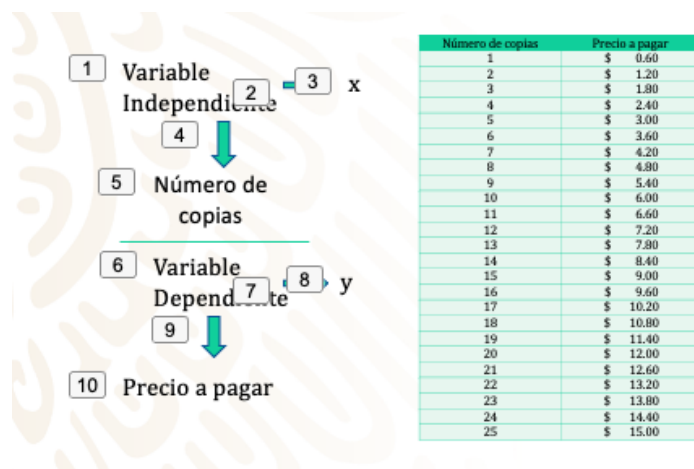 1 Variable
Independiente
2
3 x
4
5 Número de
copias
6 Variable
Dependiente
7
8 y
9
10 Precio a pagar
Número de copias Precio a pagar
1 $ 0.60
2 $ 1.20
3 $ 1.80
4 $ 2.40
5 $ 3.00
6 $ 3.60
7 $ 4.20
8 $ 4.80
9 $ 5.40
10 $ 6.00
11 $ 6.60
12 $ 7.20
13 $ 7.80
14 $ 8.40
15 $ 9.00
16 $ 9.60
17 $ 10.20
18 $ 10.80
19 $ 11.40
20 $ 12.00
21 $ 12.60
22 $ 13.20
23 $ 13.80
24 $ 14.40
25 $ 15.00